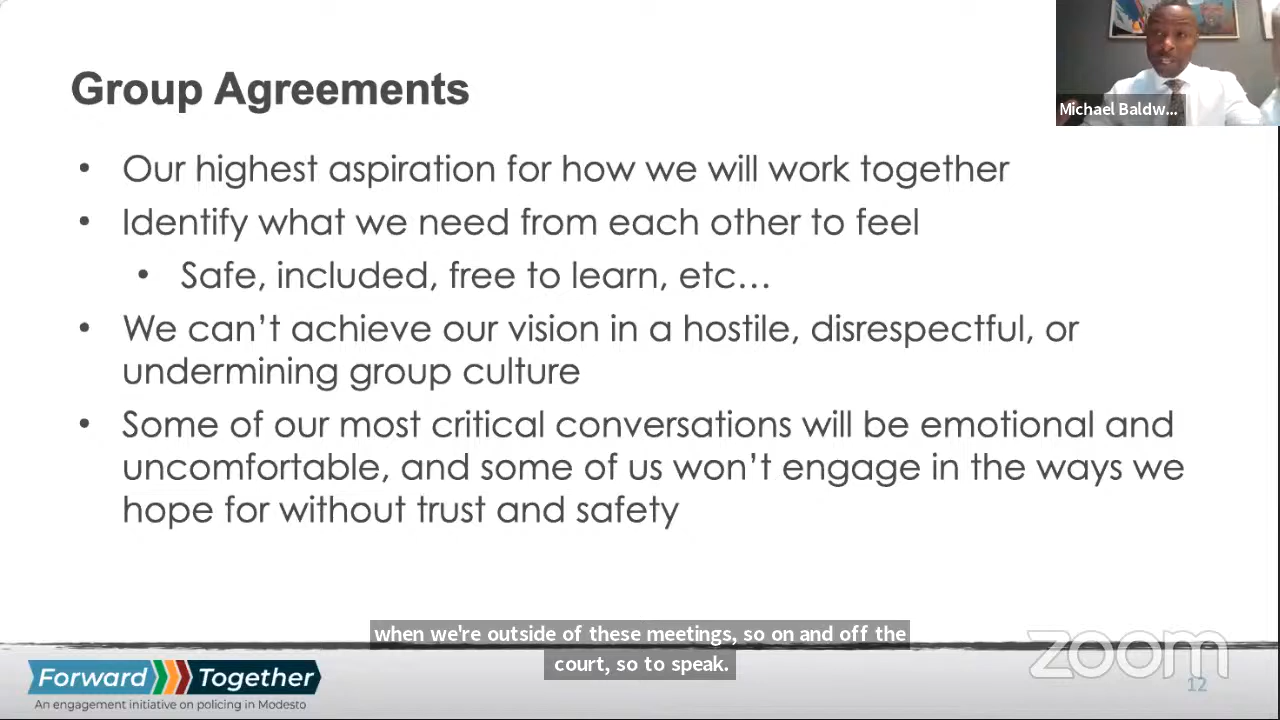 Group Agreements
Michael Baldw...
• Our highest aspiration for how we will work together
• Identify what we need from each other to feel
• Safe, included, free to learn, etc…
• We can’t achieve our vision in a hostile, disrespectful, or
undermining group culture
• Some of our most critical conversations will be emotional and
uncomfortable, and some of us won’t engage in the ways we
hope for without trust and safety
when we're outside of these meetings, so on and off the
court, so to speak.
Forward Together
An engagement initiative on policing in Modesto
zoom
12